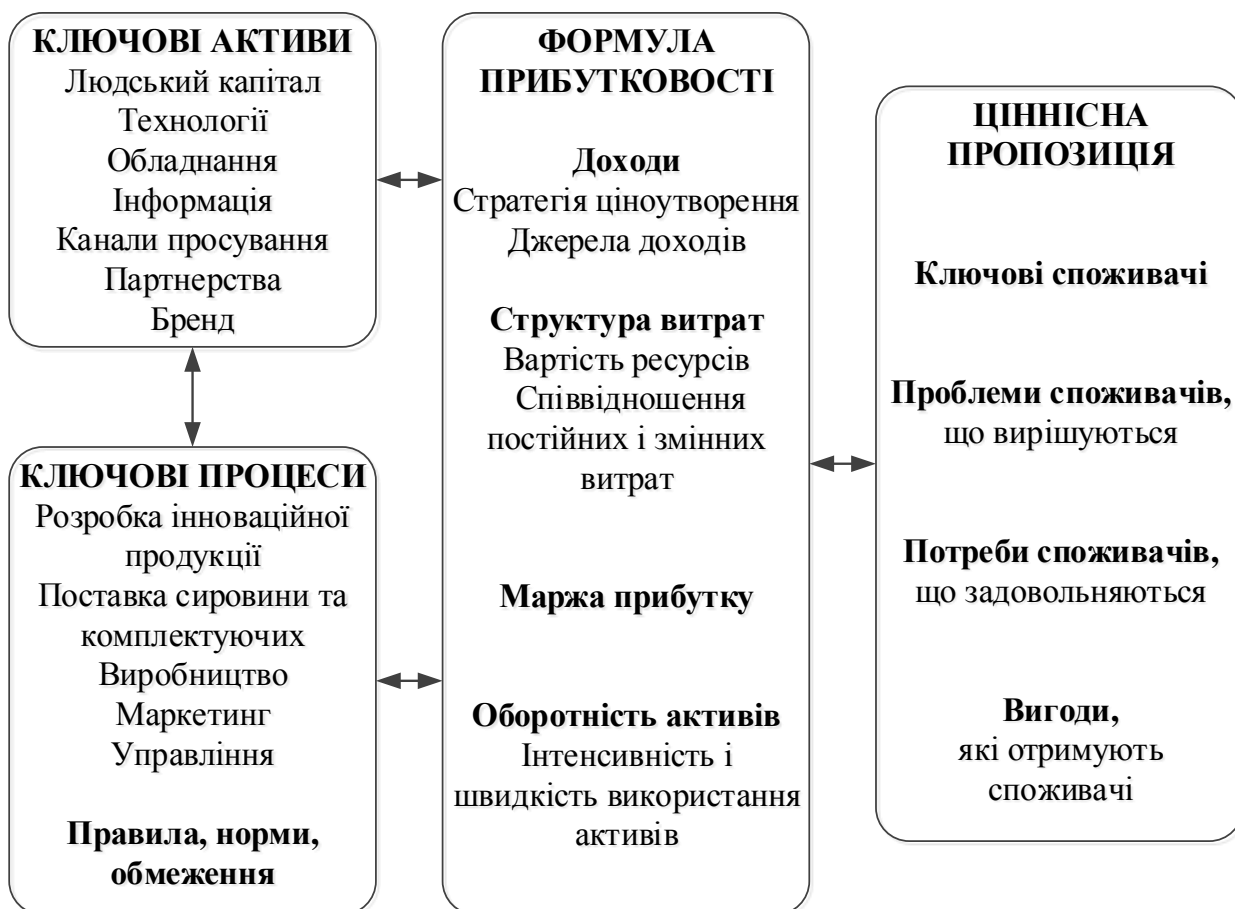 КЛЮЧОВІ АКТИВИ
Людський капітал
Технології
Обладнання
Інформація
Канали просування
Партнерства
Бренд
КЛЮЧОВІ ПРОЦЕСИ
Розробка інноваційної
продукції
Поставка сировини та
комплектуючих
Виробництво
Маркетинг
Управління
Правила, норми,
обмеження
ФОРМУЛА
ПРИБУТКОВОСТІ
Доходи
Стратегія ціноутворення
Джерела доходів
Структура витрат
Вартість ресурсів
Співвідношення
постійних і змінних
витрат
Маржа прибутку
Оборотність активів
Інтенсивність і
швидкість використання
активів
ЦІННІСНА
ПРОПОЗИЦІЯ
Ключові споживачі
Проблеми споживачів,
що вирішуються
Потреби споживачів,
що задовольняються
Вигоди,
які отримують
споживачі